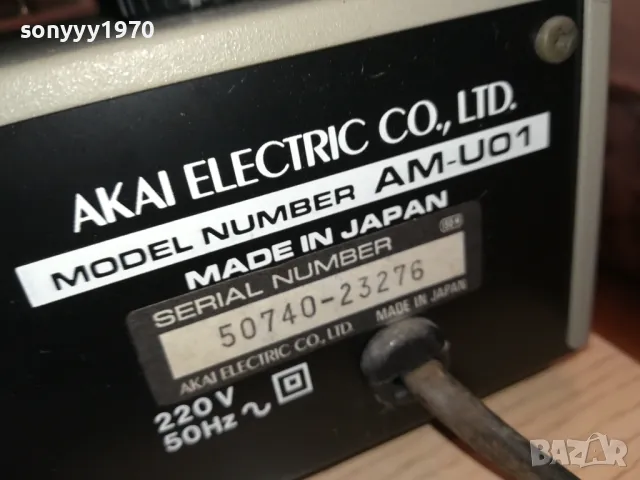 sonyyy1970
AKAI ELECTRIC CO., LTD.
MODEL NUMBER AM-U01
MADE IN JAPAN
SERIAL NUMBER
50740-23276
AKAI ELECTRIC CO., LTD. MADE IN JAPAN
220V
50Hz ~
BAZAR